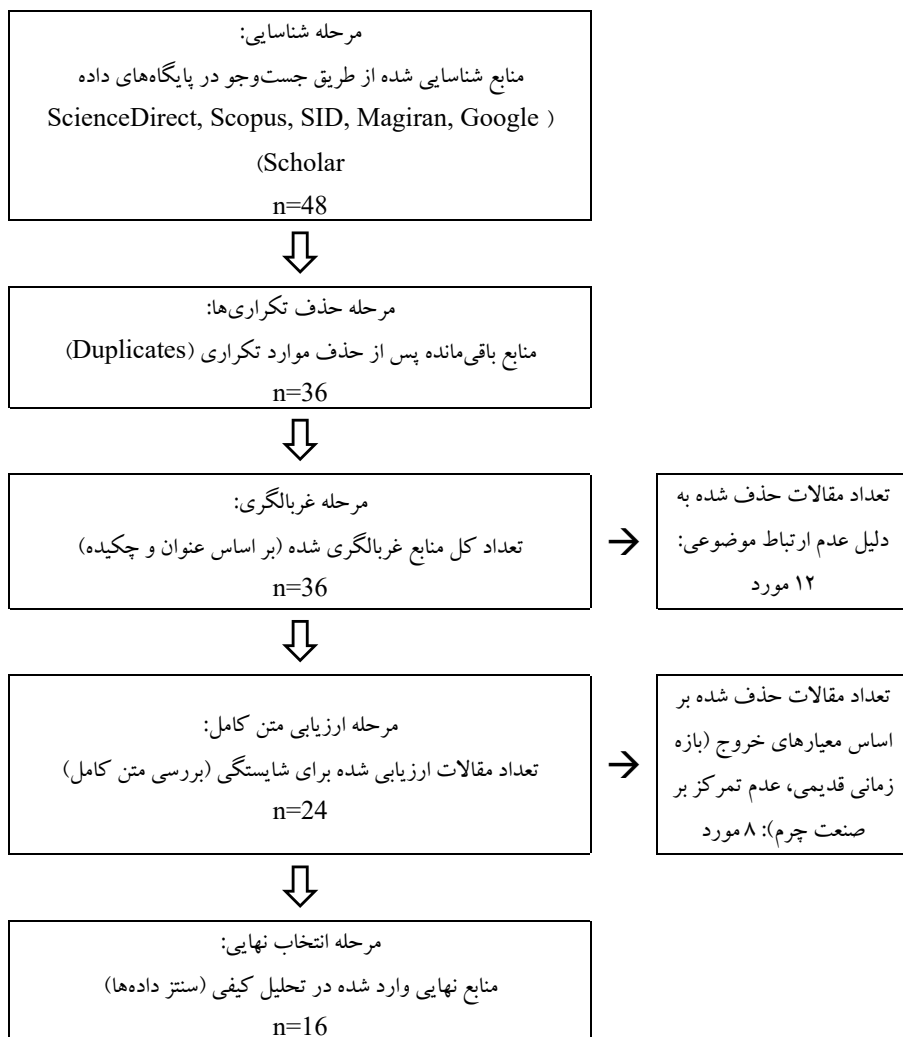 مرحله شناسایی:
منابع شناسایی شده از طریق جست‌وجو در پایگاه‌های داده
( ScienceDirect, Scopus, SID, Magiran, Google
Scholar)
n=48
مرحله حذف تکراری‌ها:
منابع باقی‌مانده پس از حذف موارد تکراری (Duplicates)
n=36
مرحله غربالگری:
تعداد کل منابع غربالگری شده (بر اساس عنوان و چکیده)
n=36
تعداد مقالات حذف شده به
دلیل عدم ارتباط موضوعی:
۱۲ مورد
مرحله ارزیابی متن کامل:
تعداد مقالات ارزیابی شده برای شایستگی (بررسی متن کامل)
n=24
تعداد مقالات حذف شده بر
اساس معیارهای خروج (بازه
زمانی قدیمی، عدم تمرکز بر
صنعت چرم): ۸ مورد
مرحله انتخاب نهایی:
منابع نهایی وارد شده در تحلیل کیفی (سنتز داده‌ها)
n=16